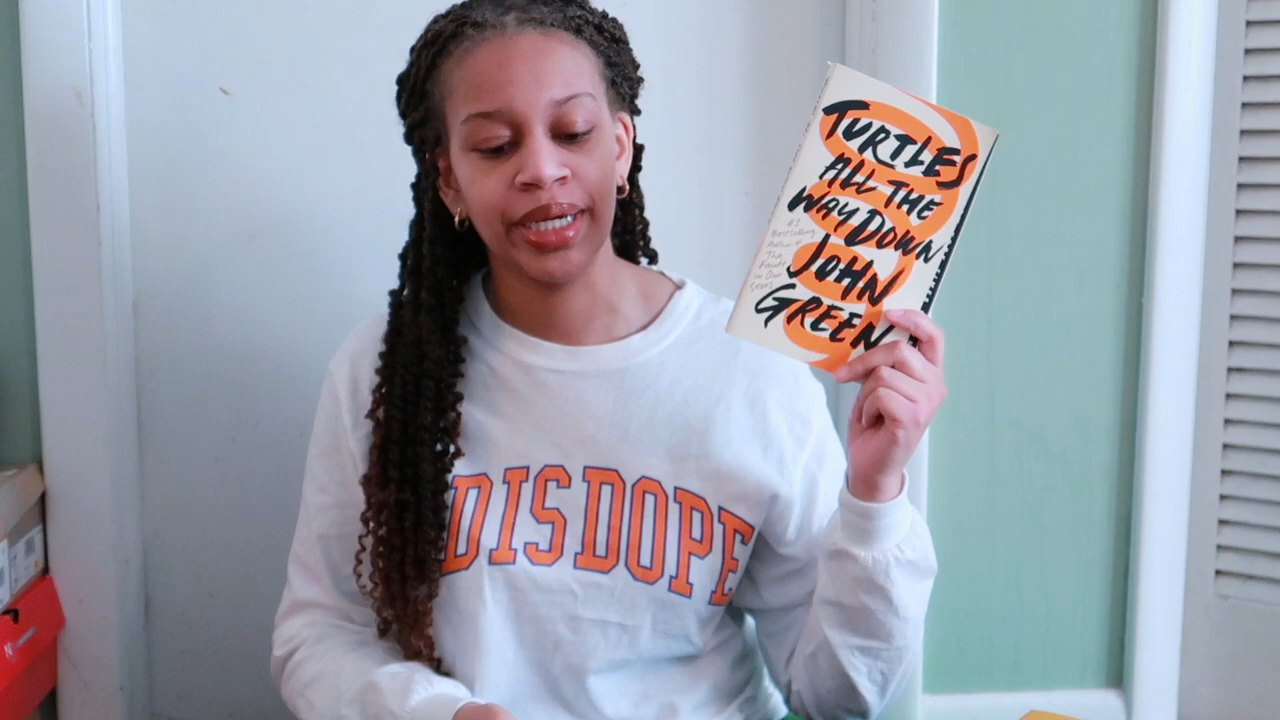 TURTLES
ALL THE
WAY DOWN
#1
Bestselling
Author of
The
Fault
in Our
Stars
JOHN
GREEN
DISDOPE